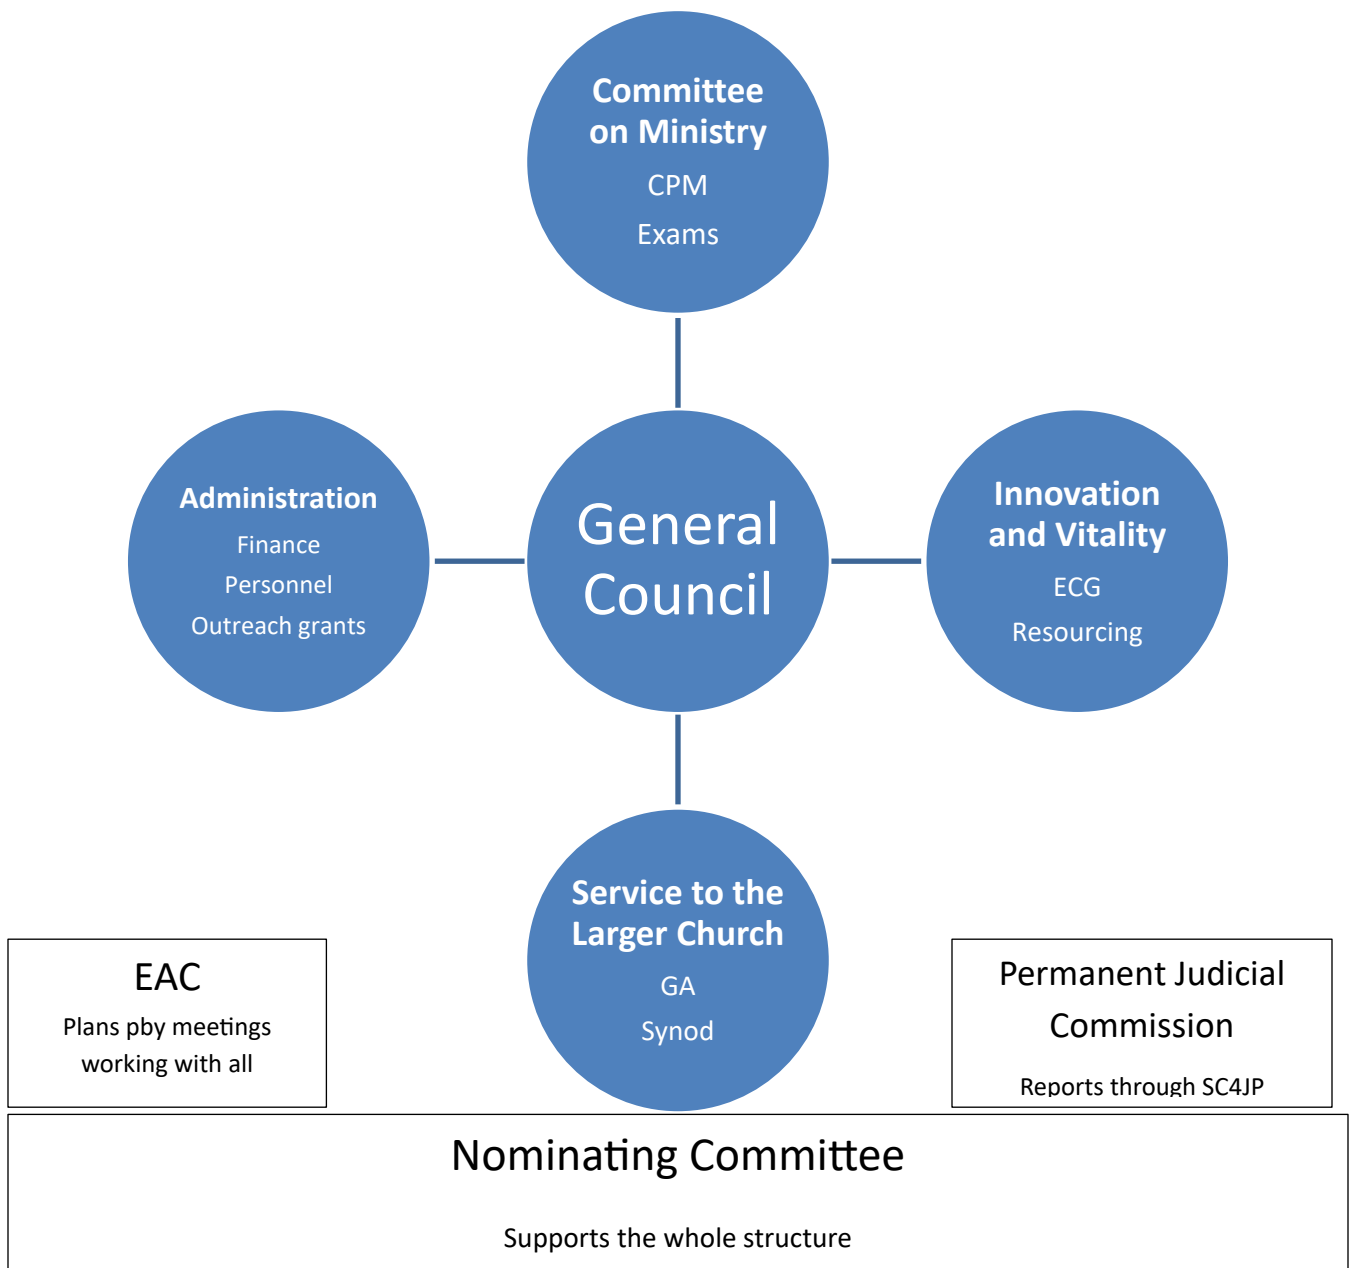 Committee
on Ministry
CPM
Exams
Administration
Finance
Personnel
Outreach grants
General
Council
Innovation
and Vitality
ECG
Resourcing
Service to the
Larger Church
GA
Synod
EAC
Plans pby meetings
working with all
Permanent Judicial
Commission
Reports through SC4JP
Nominating Committee
Supports the whole structure